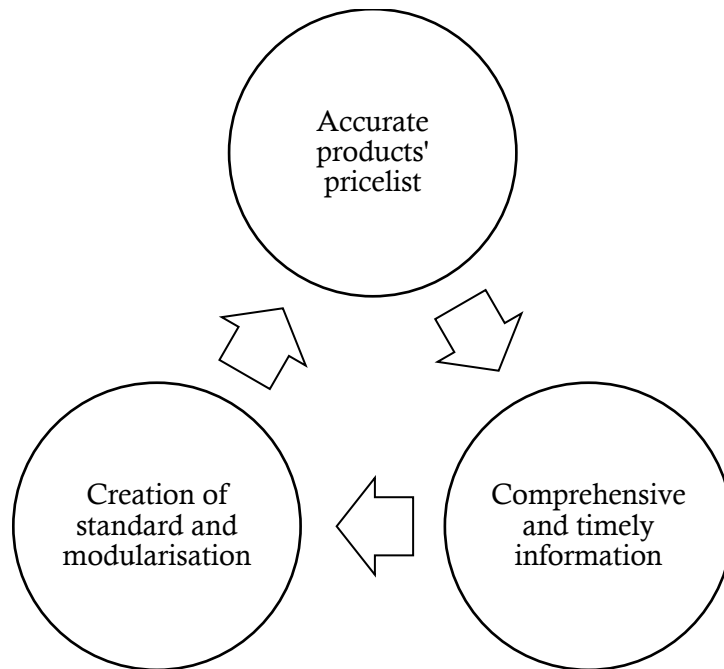 Accurate
products'
pricelist
Creation of
standard and
modularisation
Comprehensive
and timely
information